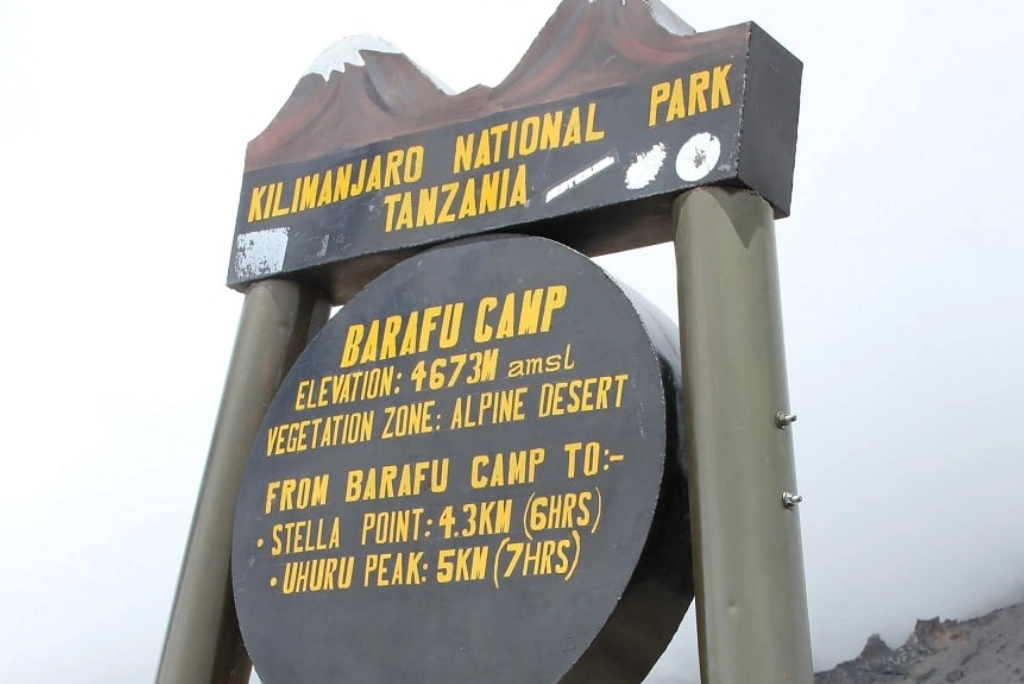 KILIMANJARO NATIONAL PARK
TANZANIA
BARAFU CAMP
ELEVATION: 4673M amsl
VEGETATION ZONE: ALPINE DESERT
FROM BARAFU CAMP TO:-
• STELLA POINT: 4.3KM (6HRS)
• UHURU PEAK: 5KM (7HRS)